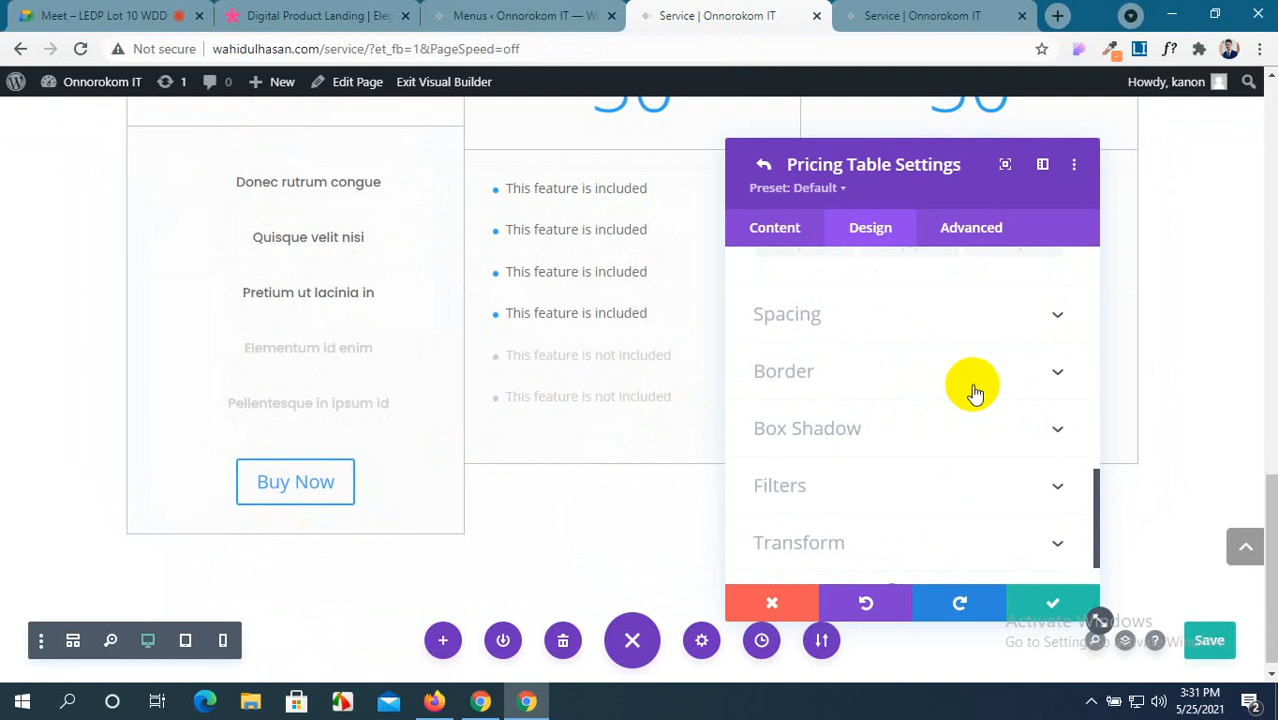 Meet – LEDP Lot 10 WDD
Digital Product Landing | Eleg
Menus ‹ Onnorokom IT — W
Service | Onnorokom IT
Service | Onnorokom IT
Not secure
wahidulhasan.com/service/?et_fb=1&PageSpeed=off
Onnorokom IT
1
0
New
Edit Page
Exit Visual Builder
Howdy, kanon
Donec rutrum congue
Quisque velit nisi
Pretium ut lacinia in
Elementum id enim
Pellentesque in ipsum id
Buy Now
This feature is included
This feature is included
This feature is included
This feature is included
This feature is not included
This feature is not included
Pricing Table Settings
Preset: Default
Content
Design
Advanced
Spacing
Border
Box Shadow
Filters
Transform
Activate Windows
Go to Settin
Save
3:31 PM
5/25/2021
2